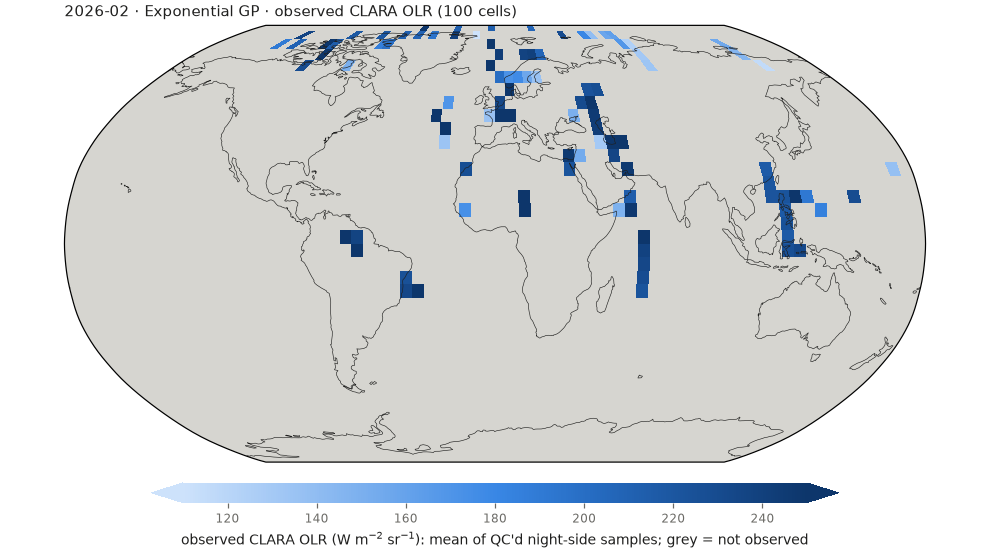 2026-02 · Exponential GP · observed CLARA OLR (100 cells)
120 140 160 180 200 220 240
observed CLARA OLR (W m⁻² sr⁻¹): mean of QC'd night-side samples; grey = not observed